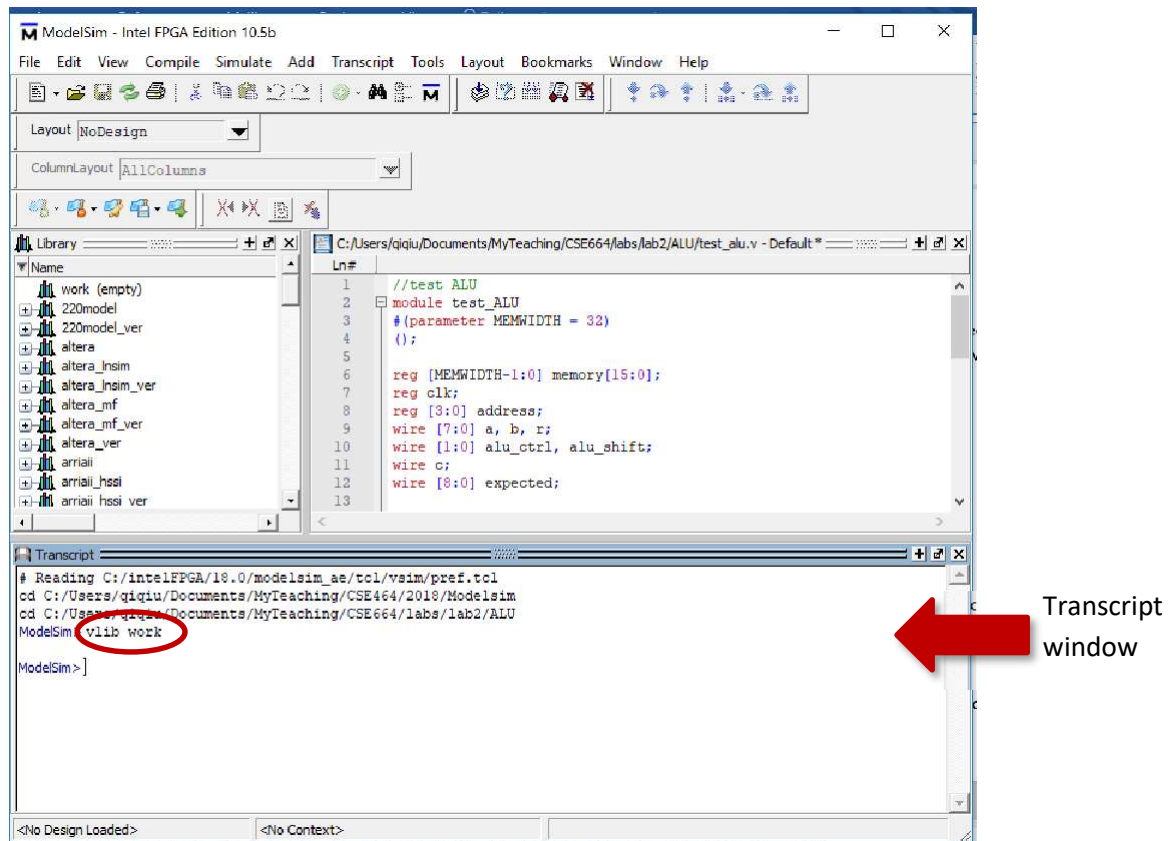 ModelSim - Intel FPGA Edition 10.5b
File Edit View Compile Simulate Add Transcript Tools Layout Bookmarks Window Help
Layout NoDesign
ColumnLayout AllColumns
Library
Name
work (empty)
220model
220model_ver
altera
altera_lnsim
altera_lnsim_ver
altera_mf
altera_mf_ver
altera_ver
arriaii
arriaii_hssi
arriaii_hssi_ver
C:/Users/qiqiu/Documents/MyTeaching/CSE664/labs/lab2/ALU/test_alu.v - Default *
Ln#
1 //test ALU
2 module test_ALU
3 #(parameter MEMWIDTH = 32)
4 ();
5
6 reg [MEMWIDTH-1:0] memory[15:0];
7 reg clk;
8 reg [3:0] address;
9 wire [7:0] a, b, r;
10 wire [1:0] alu_ctrl, alu_shift;
11 wire c;
12 wire [8:0] expected;
13
Transcript
# Reading C:/intelFPGA/18.0/modelsim_ae/tcl/vsim/pref.tcl
cd C:/Users/qiqiu/Documents/MyTeaching/CSE464/2018/Modelsim
cd C:/Users/qiqiu/Documents/MyTeaching/CSE664/labs/lab2/ALU
ModelSim> vlib work
ModelSim>
Transcript
window
<No Design Loaded>
<No Context>